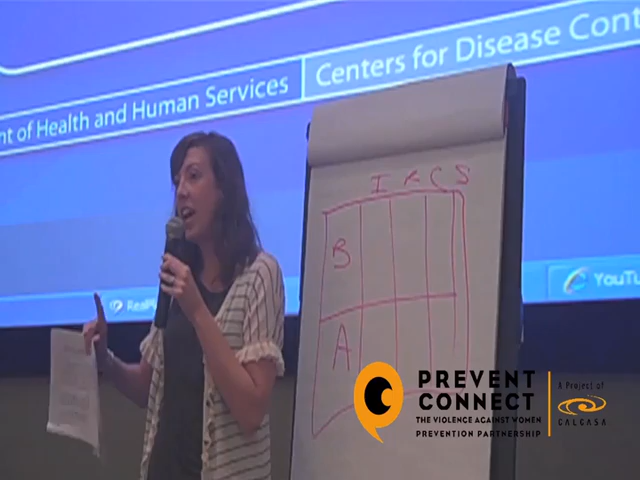 nt of Health and Human Services
Centers for Disease Cont
I R C S
B
A
YouTu
PREVENT
CONNECT
THE VIOLENCE AGAINST WOMEN
PREVENTION PARTNERSHIP
A Project of
CALCASA